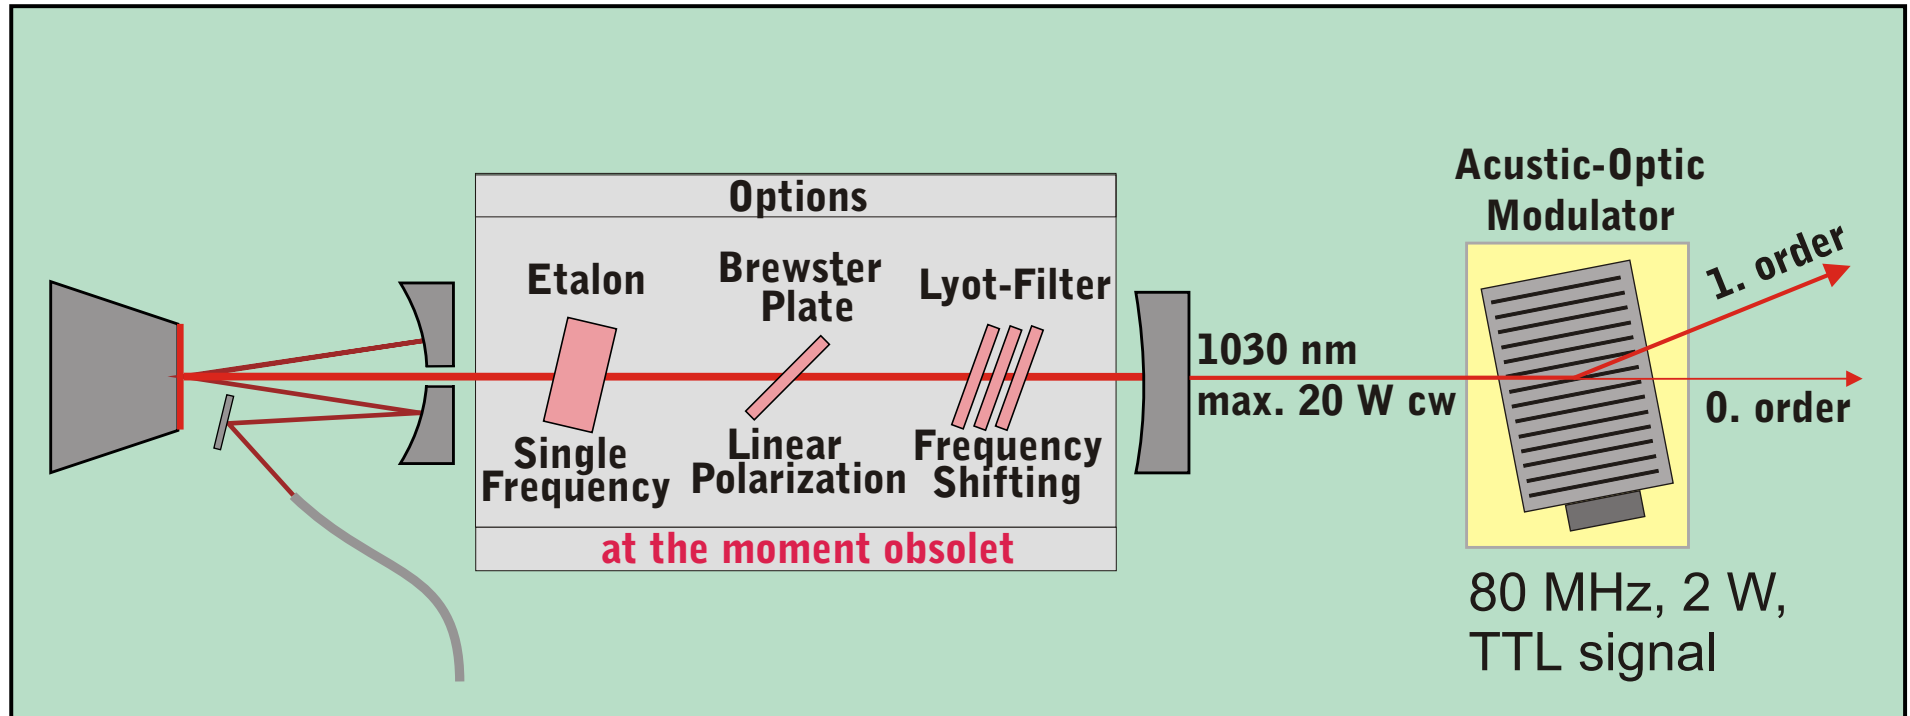 Options
Etalon
Brewster
Plate
Lyot-Filter
Single
Frequency
Linear
Polarization
Frequency
Shifting
at the moment obsolet
1030 nm
max. 20 W cw
Acustic-Optic
Modulator
1. order
0. order
80 MHz, 2 W,
TTL signal